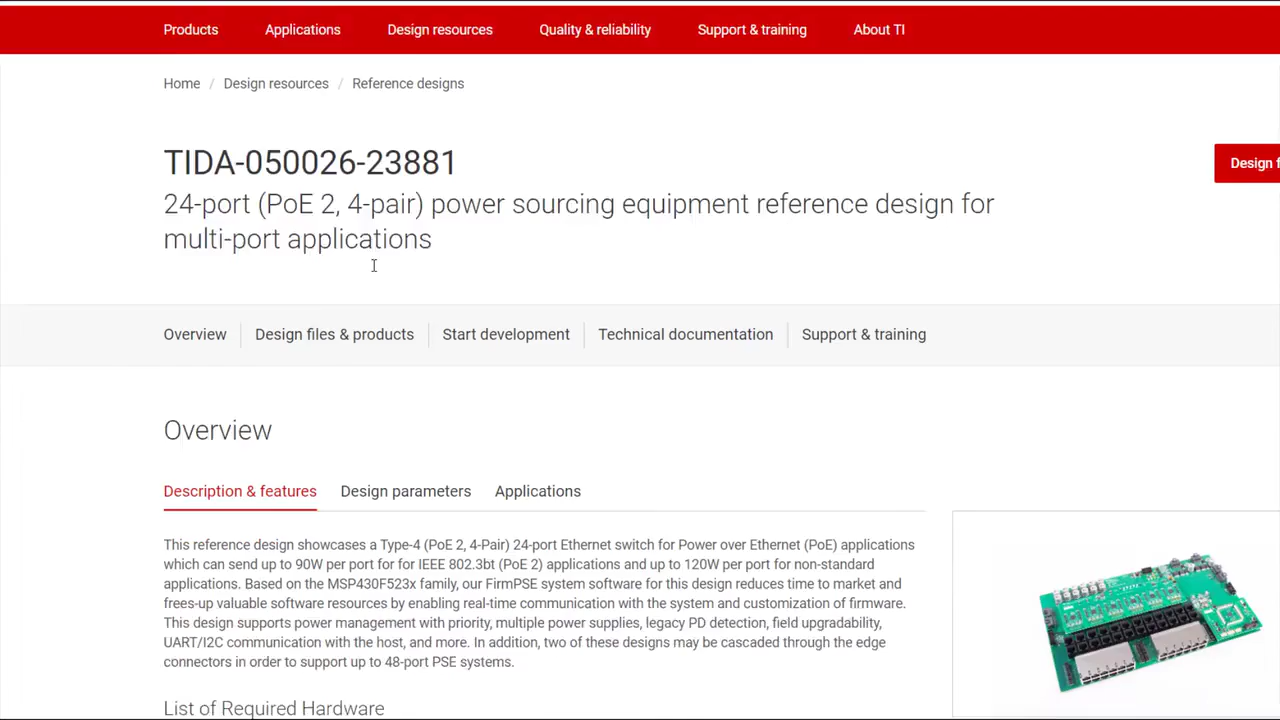 Products Applications Design resources Quality & reliability Support & training About TI
Home / Design resources / Reference designs
TIDA-050026-23881
Design f
24-port (PoE 2, 4-pair) power sourcing equipment reference design for
multi-port applications
Overview Design files & products Start development Technical documentation Support & training
Overview
Description & features Design parameters Applications
This reference design showcases a Type-4 (PoE 2, 4-Pair) 24-port Ethernet switch for Power over Ethernet (PoE) applications
which can send up to 90W per port for for IEEE 802.3bt (PoE 2) applications and up to 120W per port for non-standard
applications. Based on the MSP430F523x family, our FirmPSE system software for this design reduces time to market and
frees-up valuable software resources by enabling real-time communication with the system and customization of firmware.
This design supports power management with priority, multiple power supplies, legacy PD detection, field upgradability,
UART/I2C communication with the host, and more. In addition, two of these designs may be cascaded through the edge
connectors in order to support up to 48-port PSE systems.
List of Required Hardware